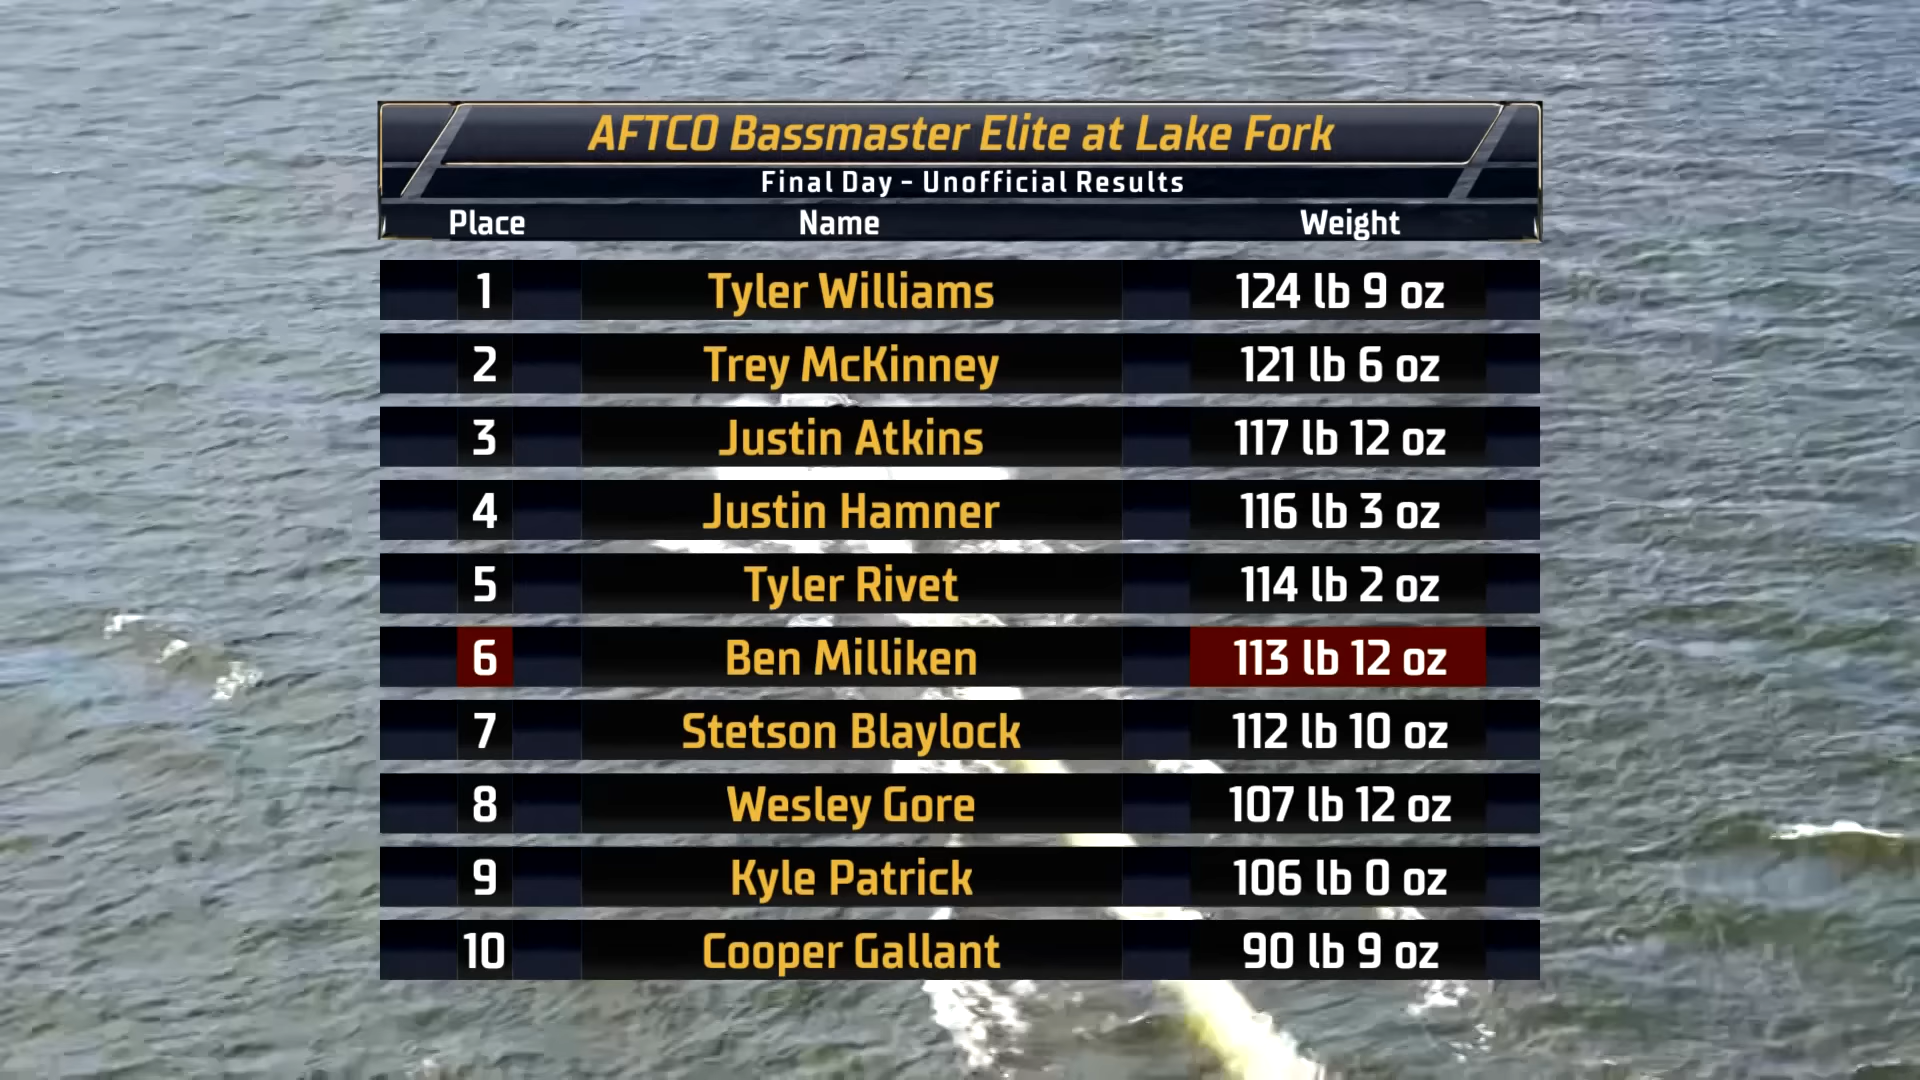 AFTCO Bassmaster Elite at Lake Fork
Final Day - Unofficial Results
Place Name Weight
1 Tyler Williams 124 lb 9 oz
2 Trey McKinney 121 lb 6 oz
3 Justin Atkins 117 lb 12 oz
4 Justin Hamner 116 lb 3 oz
5 Tyler Rivet 114 lb 2 oz
6 Ben Milliken 113 lb 12 oz
7 Stetson Blaylock 112 lb 10 oz
8 Wesley Gore 107 lb 12 oz
9 Kyle Patrick 106 lb 0 oz
10 Cooper Gallant 90 lb 9 oz